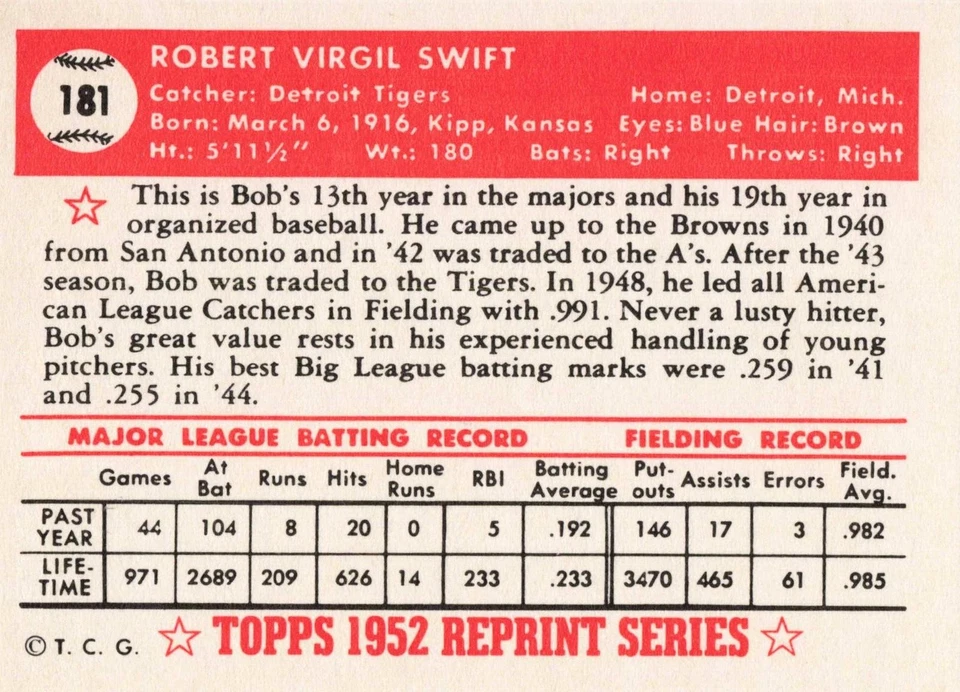 181
ROBERT VIRGIL SWIFT
Catcher: Detroit Tigers Home: Detroit, Mich.
Born: March 6, 1916, Kipp, Kansas Eyes: Blue Hair: Brown
Ht.: 5'11½" Wt.: 180 Bats: Right Throws: Right
This is Bob's 13th year in the majors and his 19th year in
organized baseball. He came up to the Browns in 1940
from San Antonio and in '42 was traded to the A's. After the '43
season, Bob was traded to the Tigers. In 1948, he led all Ameri-
can League Catchers in Fielding with .991. Never a lusty hitter,
Bob's great value rests in his experienced handling of young
pitchers. His best Big League batting marks were .259 in '41
and .255 in '44.
MAJOR LEAGUE BATTING RECORD FIELDING RECORD
Games At Bat Runs Hits Home Runs RBI Batting Average Put-outs Assists Errors Field. Avg.
PAST YEAR 44 104 8 20 0 5 .192 146 17 3 .982
LIFE-TIME 971 2689 209 626 14 233 .233 3470 465 61 .985
© T. C. G. TOPPS 1952 REPRINT SERIES